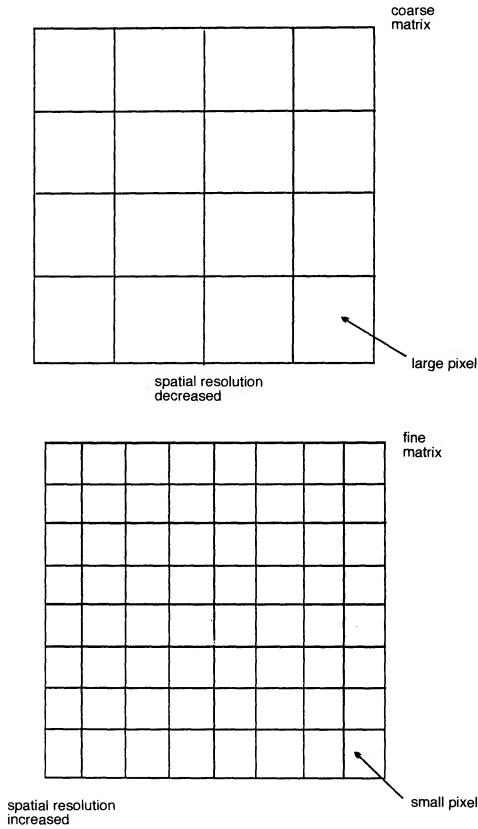 coarse
matrix
large pixel
spatial resolution
decreased
fine
matrix
small pixel
spatial resolution
increased